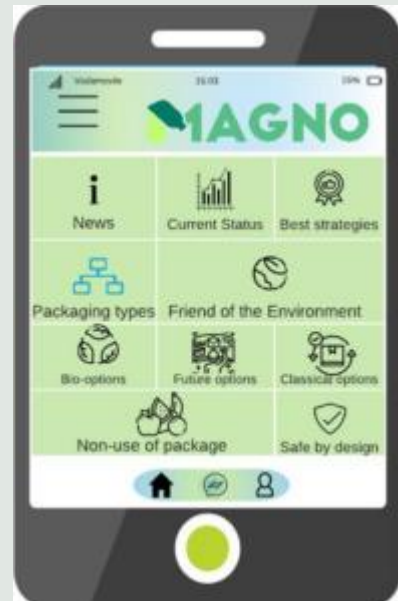 MAGNO
News Current Status Best strategies
Packaging types Friend of the Environment
Bio-options Future options Classical options
Non-use of package Safe by design